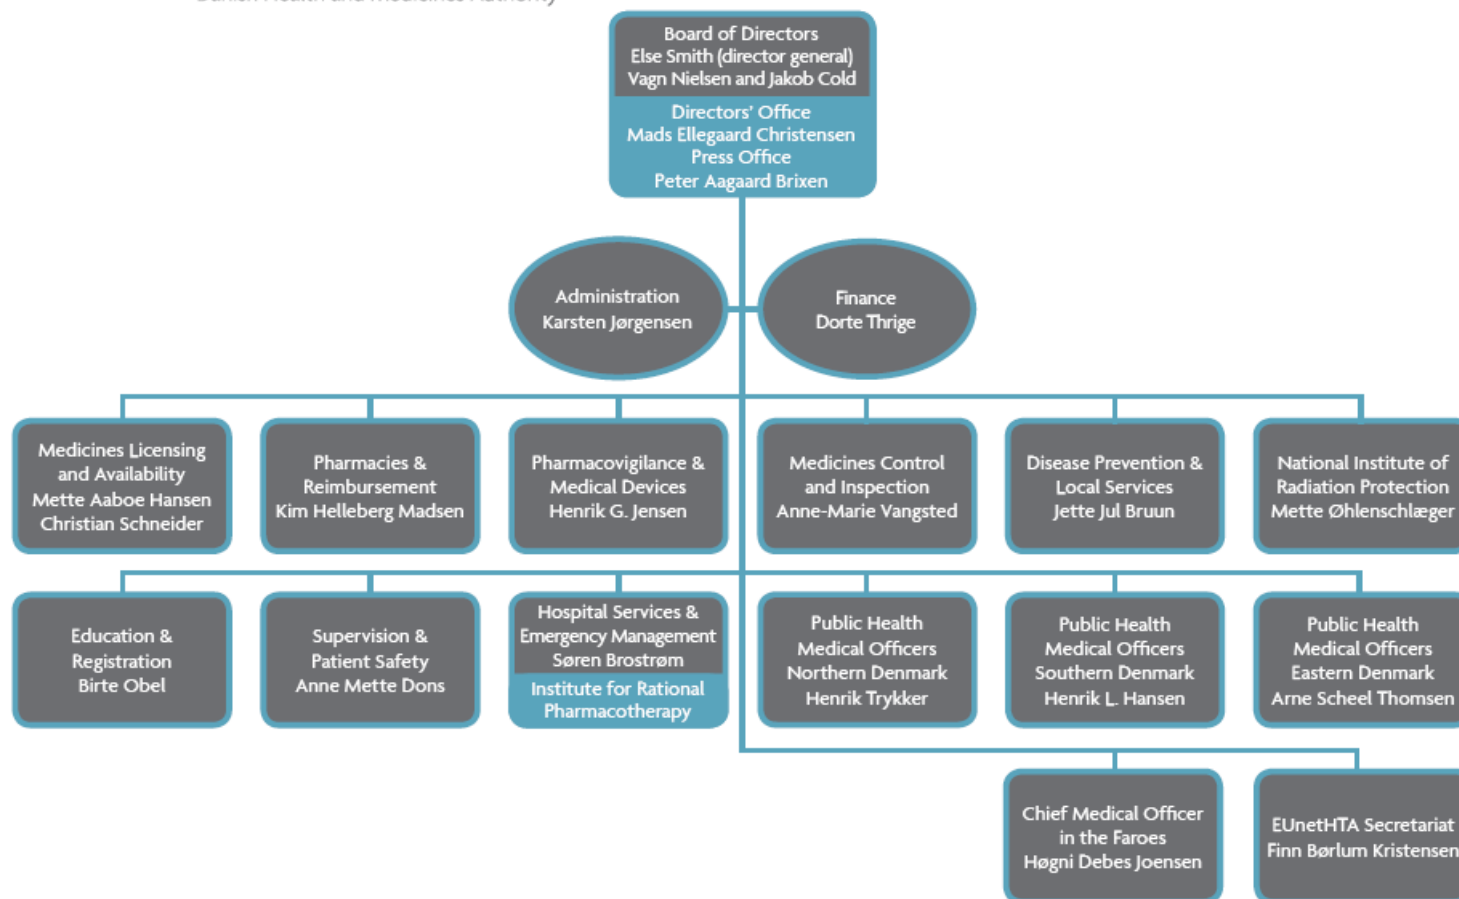 Danish Health and Medicines Authority
Board of Directors
Else Smith (director general)
Vagn Nielsen and Jakob Cold
Directors' Office
Mads Ellegaard Christensen
Press Office
Peter Aagaard Brixen
Administration
Karsten Jørgensen
Finance
Dorte Thrige
Medicines Licensing
and Availability
Mette Aaboe Hansen
Christian Schneider
Pharmacies &
Reimbursement
Kim Helleberg Madsen
Pharmacovigilance &
Medical Devices
Henrik G. Jensen
Medicines Control
and Inspection
Anne-Marie Vangsted
Disease Prevention &
Local Services
Jette Jul Bruun
National Institute of
Radiation Protection
Mette Øhlenschlæger
Education &
Registration
Birte Obel
Supervision &
Patient Safety
Anne Mette Dons
Hospital Services &
Emergency Management
Søren Brostrøm
Institute for Rational
Pharmacotherapy
Public Health
Medical Officers
Northern Denmark
Henrik Trykker
Public Health
Medical Officers
Southern Denmark
Henrik L. Hansen
Public Health
Medical Officers
Eastern Denmark
Arne Scheel Thomsen
Chief Medical Officer
in the Faroes
Høgni Debes Joensen
EUnetHTA Secretariat
Finn Børlum Kristensen